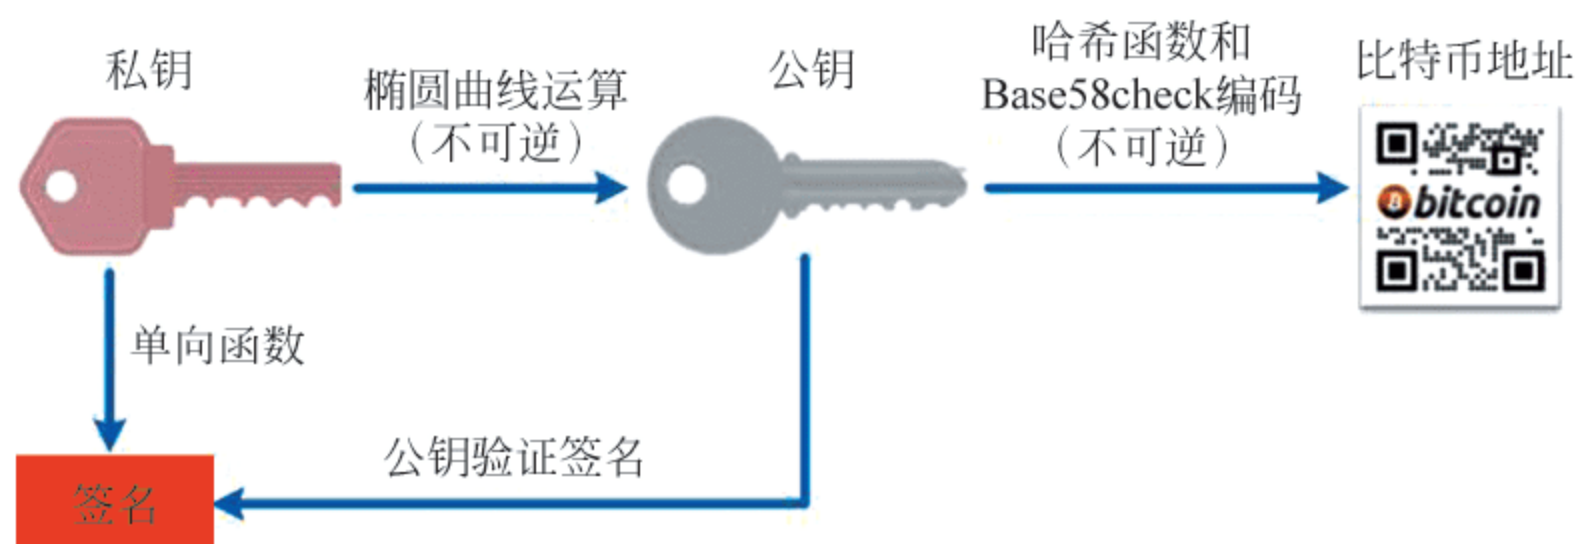 私钥
椭圆曲线运算
（不可逆）
公钥
哈希函数和
Base58check编码
（不可逆）
比特币地址
bitcoin
单向函数
公钥验证签名
签名